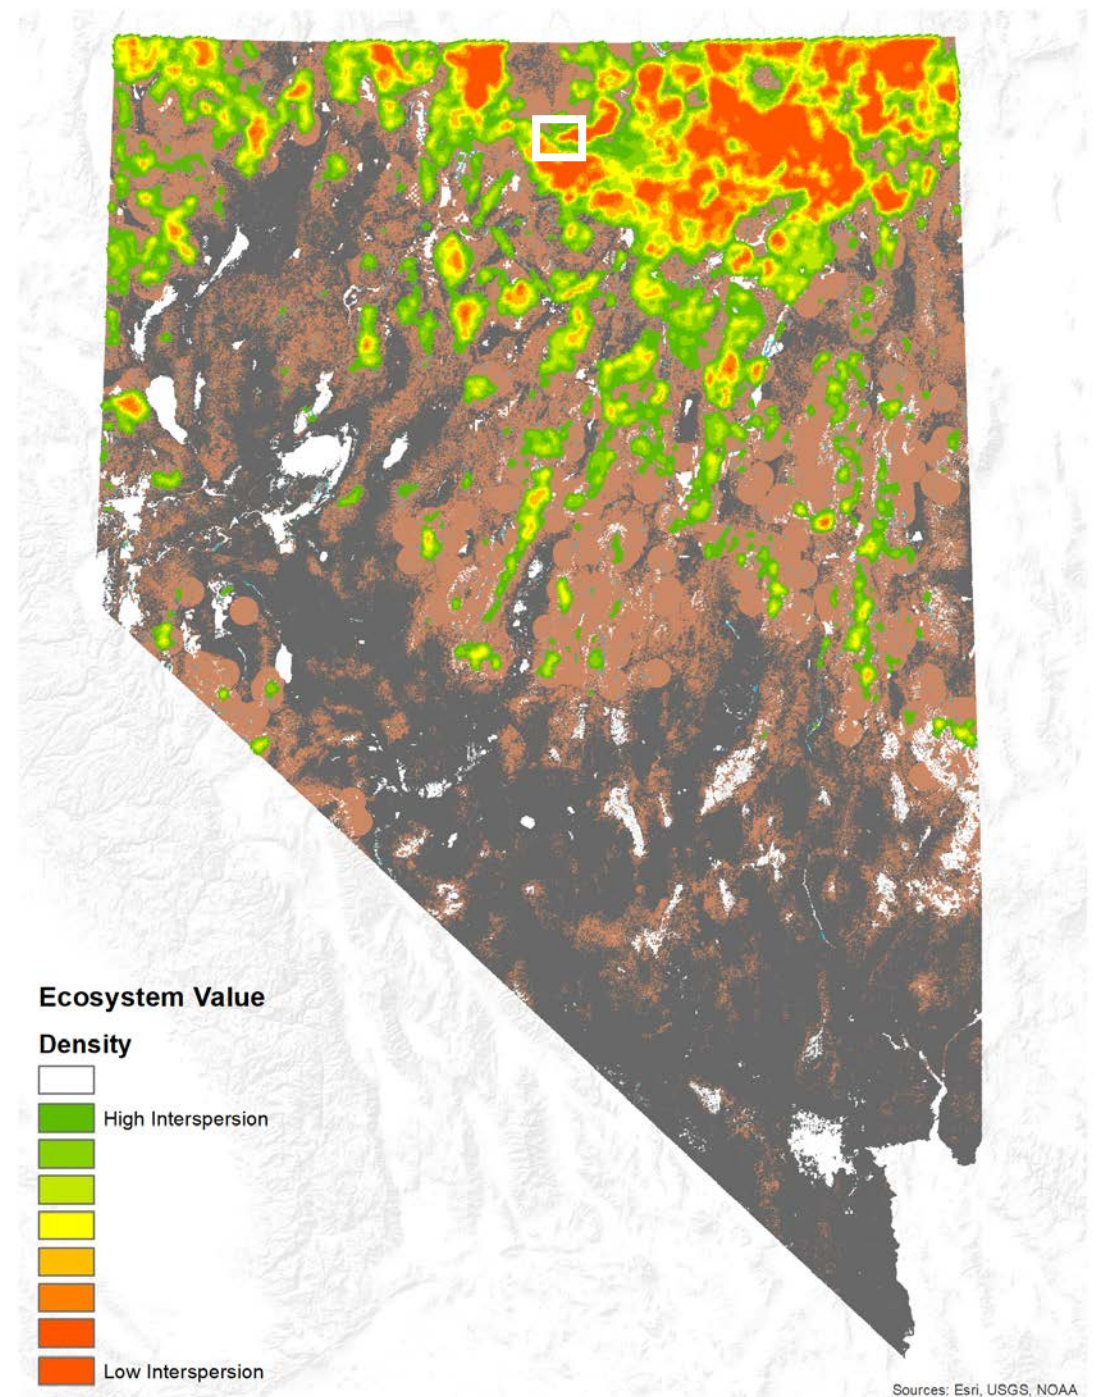 Ecosystem Value
Density
High Interspersion
Low Interspersion
Sources: Esri, USGS, NOAA